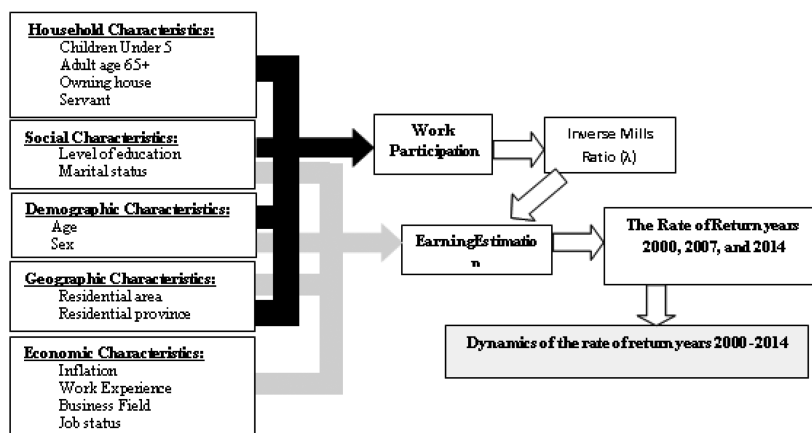 Household Characteristics:
Children Under 5
Adult age 65+
Owning house
Servant
Social Characteristics:
Level of education
Marital status
Demographic Characteristics:
Age
Sex
Geographic Characteristics:
Residential area
Residential province
Economic Characteristics:
Inflation
Work Experience
Business Field
Job status
Work
Participation
Inverse Mills
Ratio (λ)
EarningEstimatio
n
The Rate of Return years
2000, 2007, and 2014
Dynamics of the rate of return years 2000-2014